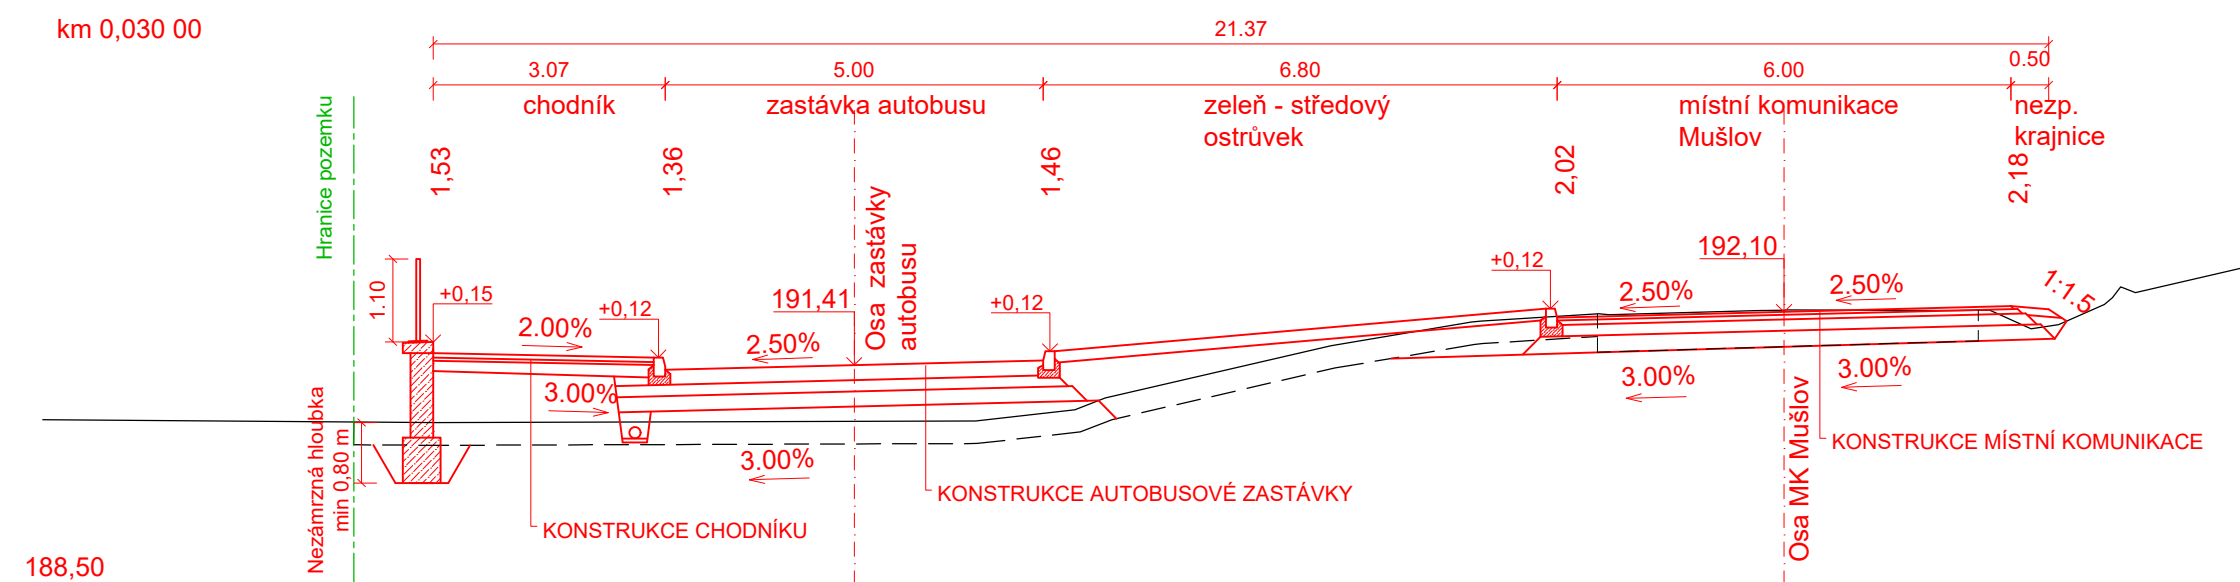 km 0,030 00
21.37
3.07
5.00
6.80
6.00
0.50
chodník
zastávka autobusu
zeleň - středový
ostrůvek
místní komunikace
Mušlov
nezp.
krajnice
Hranice pozemku
1,53
1,36
1,46
2,02
2,18
Osa zastávky
autobusu
1.10
+0,15
+0,12
191,41
+0,12
+0,12
192,10
2.00%
2.50%
2.50%
2.50%
1:1.5
3.00%
3.00%
3.00%
3.00%
Nezámrzná hloubka
min 0,80 m
Osa MK Mušlov
KONSTRUKCE MÍSTNÍ KOMUNIKACE
KONSTRUKCE AUTOBUSOVÉ ZASTÁVKY
KONSTRUKCE CHODNÍKU
188,50